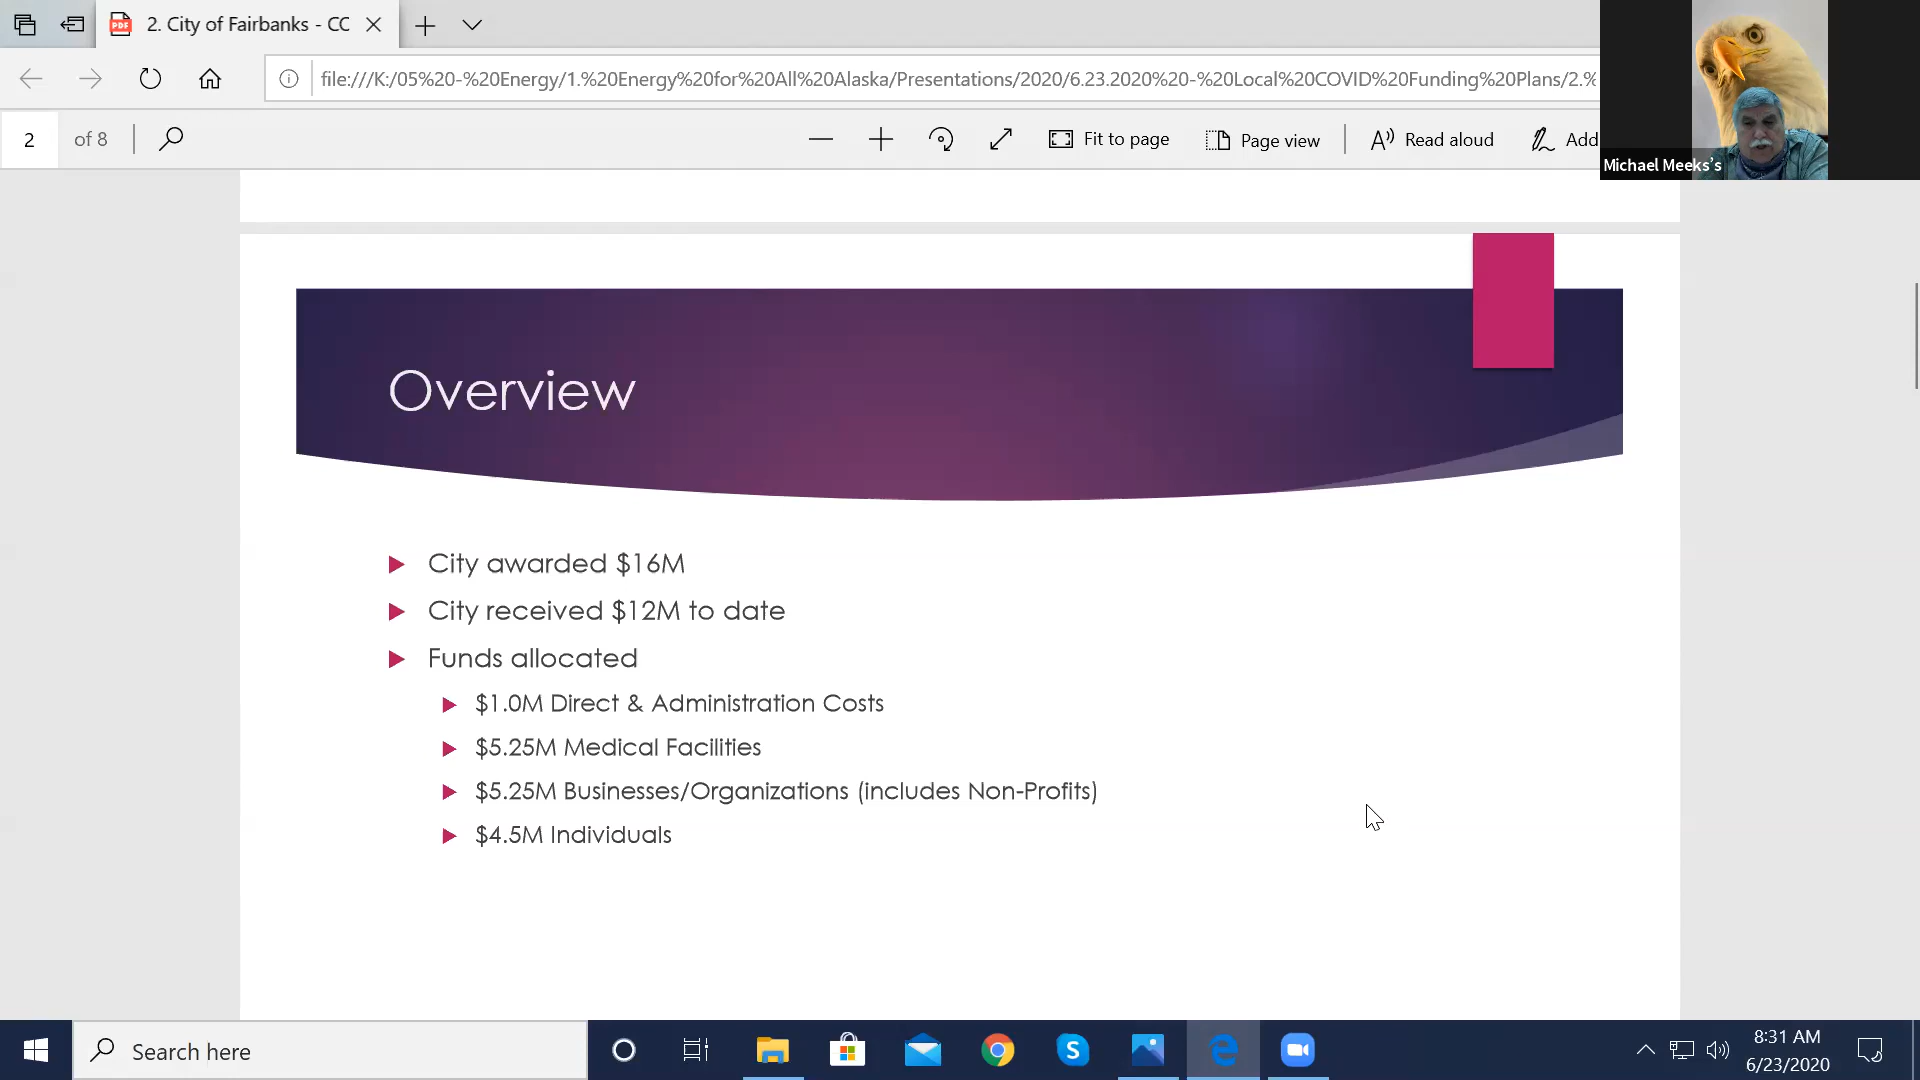 2. City of Fairbanks - CC
file:///K:/05%20-%20Energy/1.%20Energy%20for%20All%20Alaska/Presentations/2020/6.23.2020%20-%20Local%20COVID%20Funding%20Plans/2.%
2 of 8
Fit to page
Page view
Read aloud
Add
Michael Meeks's
Overview
City awarded $16M
City received $12M to date
Funds allocated
$1.0M Direct & Administration Costs
$5.25M Medical Facilities
$5.25M Businesses/Organizations (includes Non-Profits)
$4.5M Individuals
Search here
8:31 AM
6/23/2020